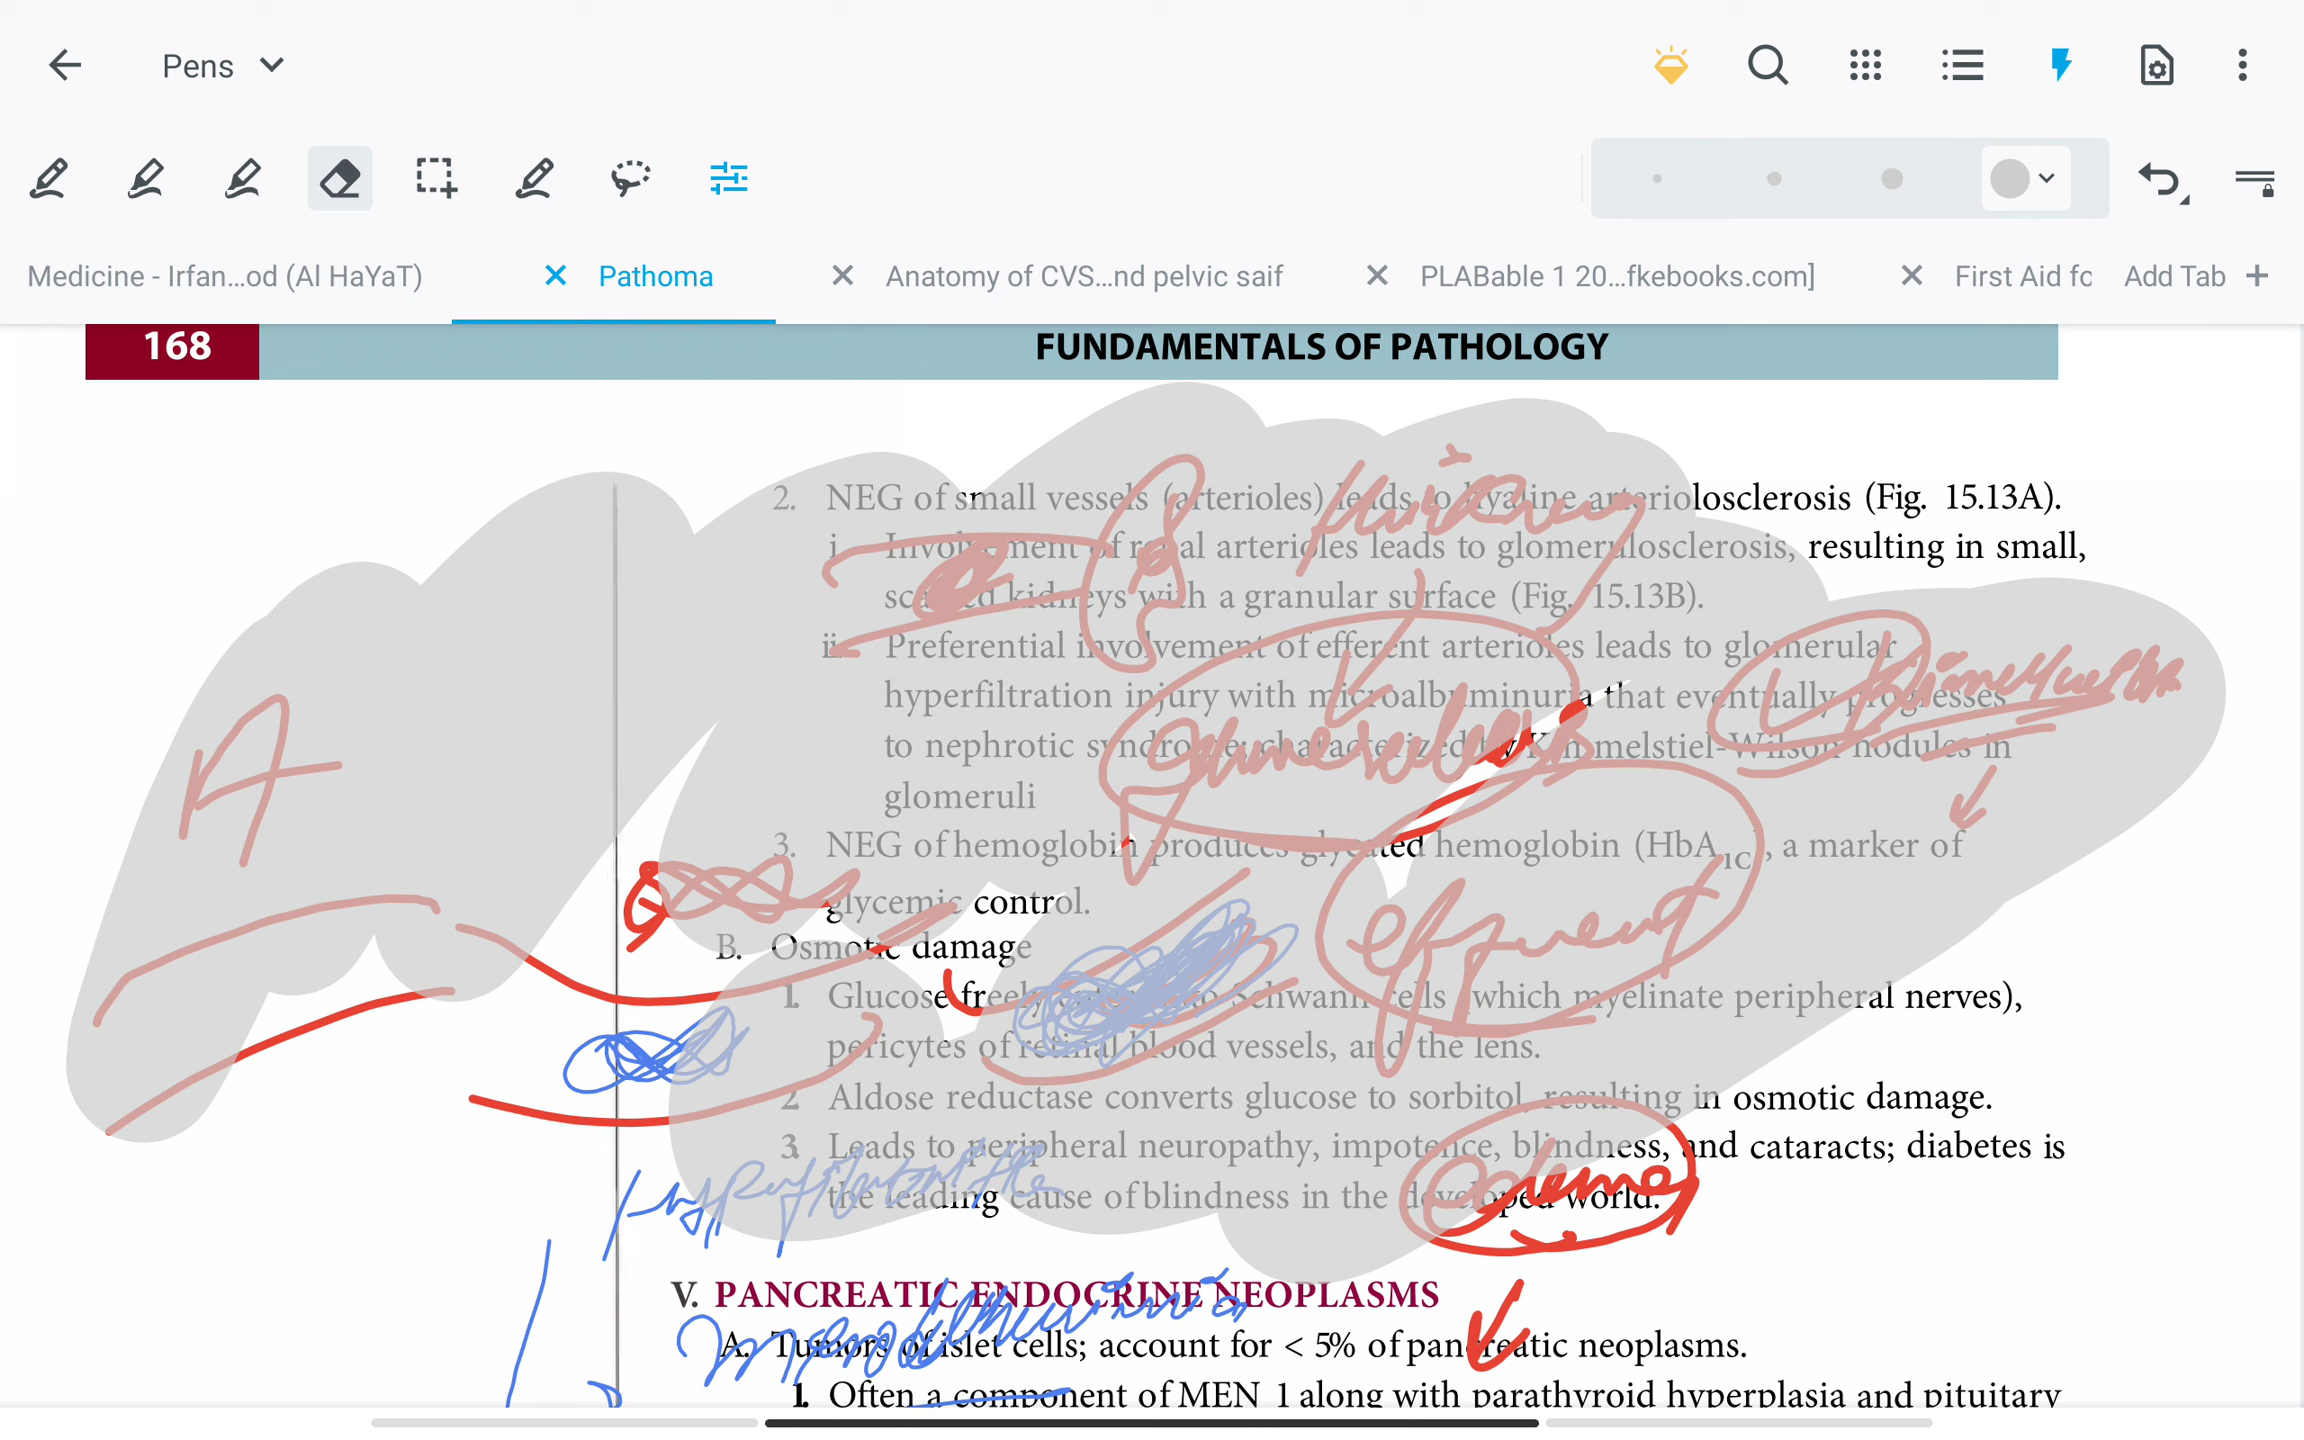 Pens
Medicine - Irfan...od (Al HaYaT)
Pathoma
Anatomy of CVS...nd pelvic saif
PLABable 1 20...fkebooks.com]
First Aid fo
Add Tab +
168
FUNDAMENTALS OF PATHOLOGY
2. NEG of small vessels (arterioles) leads to hyaline arteriolosclerosis (Fig. 15.13A).
i. Involvement of renal arterioles leads to glomerulosclerosis, resulting in small,
scarred kidneys with a granular surface (Fig. 15.13B).
ii. Preferential involvement of efferent arterioles leads to glomerular
hyperfiltration injury with microalbuminuria that eventually progresses
to nephrotic syndrome; characterized by Kimmelstiel-Wilson nodules in
glomeruli
3. NEG of hemoglobin produces glycated hemoglobin (HbA1C), a marker of
glycemic control.
B. Osmotic damage
1. Glucose freely into Schwann cells (which myelinate peripheral nerves),
pericytes of retinal blood vessels, and the lens.
2 Aldose reductase converts glucose to sorbitol, resulting in osmotic damage.
3. Leads to peripheral neuropathy, impotence, blindness, and cataracts; diabetes is
the leading cause of blindness in the developed world.
V. PANCREATIC ENDOCRINE NEOPLASMS
A. Tumors of islet cells; account for < 5% of pancreatic neoplasms.
1. Often a component of MEN 1 along with parathyroid hyperplasia and pituitary
A
efferent